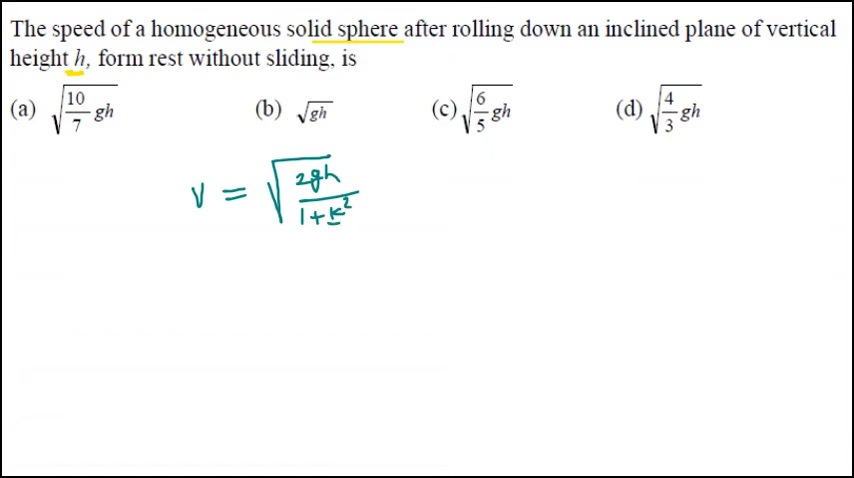 The speed of a homogeneous solid sphere after rolling down an inclined plane of vertical
height h, form rest without sliding, is
(a) √(10/7 gh) (b) √gh (c) √(6/5 gh) (d) √(4/3 gh)
v = √(2gh/(1+k²))